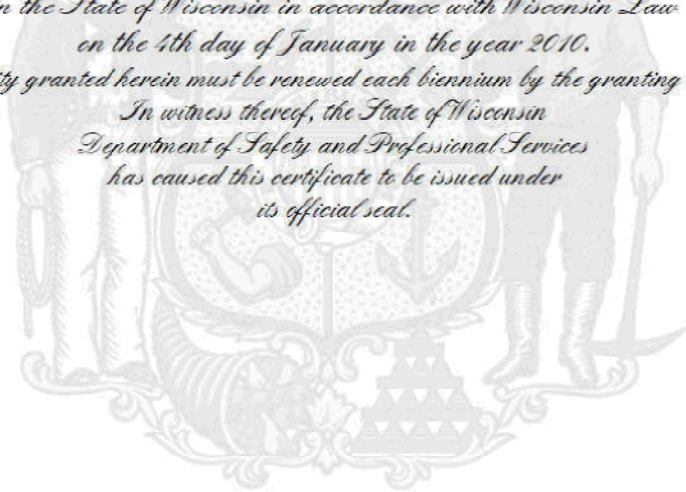 in the State of Wisconsin in accordance with Wisconsin Law
on the 4th day of January in the year 2010.
granted herein must be renewed each biennium by the granting
In witness thereof, the State of Wisconsin
Department of Safety and Professional Services
has caused this certificate to be issued under
its official seal.